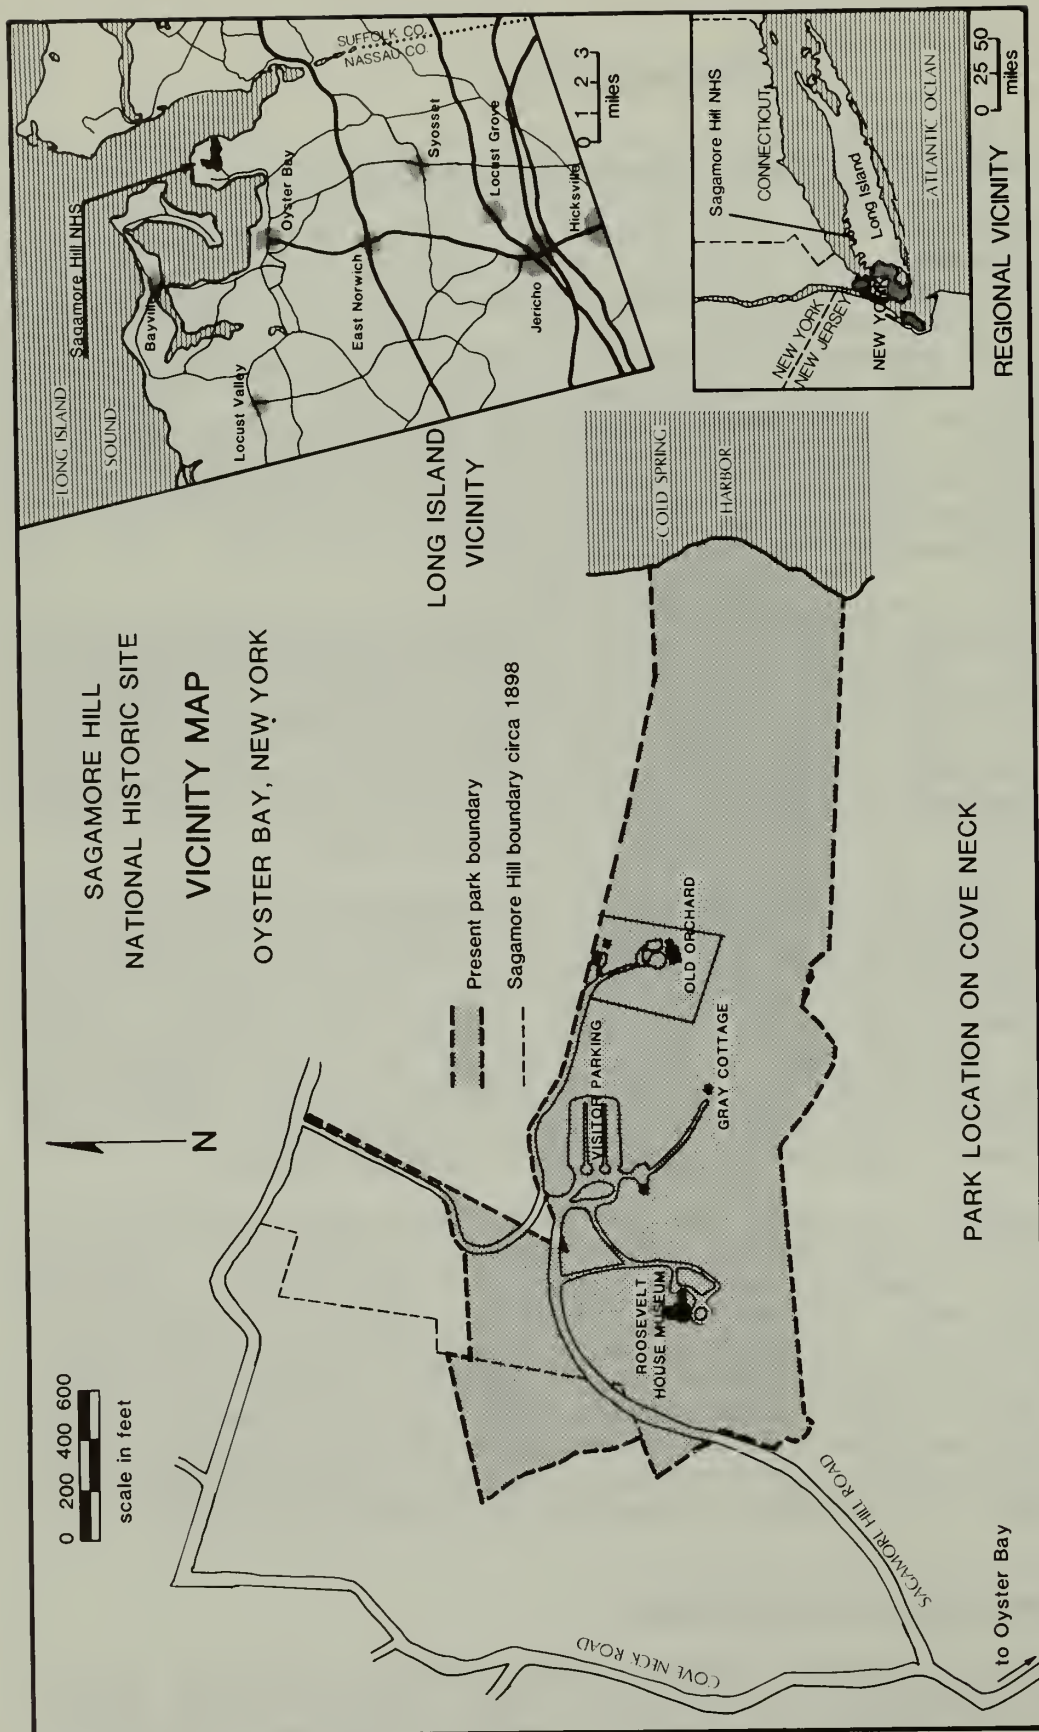 SAGAMORE HILL
NATIONAL HISTORIC SITE
VICINITY MAP
OYSTER BAY, NEW YORK
Present park boundary
Sagamore Hill boundary circa 1898
0 200 400 600
scale in feet
N
COVE NECK ROAD
SAGAMORE HILL ROAD
to Oyster Bay
ROOSEVELT
HOUSE MUSEUM
VISITOR PARKING
GRAY COTTAGE
OLD ORCHARD
COLD SPRING
HARBOR
PARK LOCATION ON COVE NECK
LONG ISLAND
SOUND
Sagamore Hill NHS
Bayville
Locust Valley
Oyster Bay
East Norwich
Syosset
Locust Grove
Jericho
Hicksville
SUFFOLK CO.
NASSAU CO.
0 1 2 3
miles
LONG ISLAND
VICINITY
Sagamore Hill NHS
CONNECTICUT
Long Island
ATLANTIC OCEAN
NEW YORK
NEW JERSEY
NEW YORK
0 25 50
miles
REGIONAL VICINITY